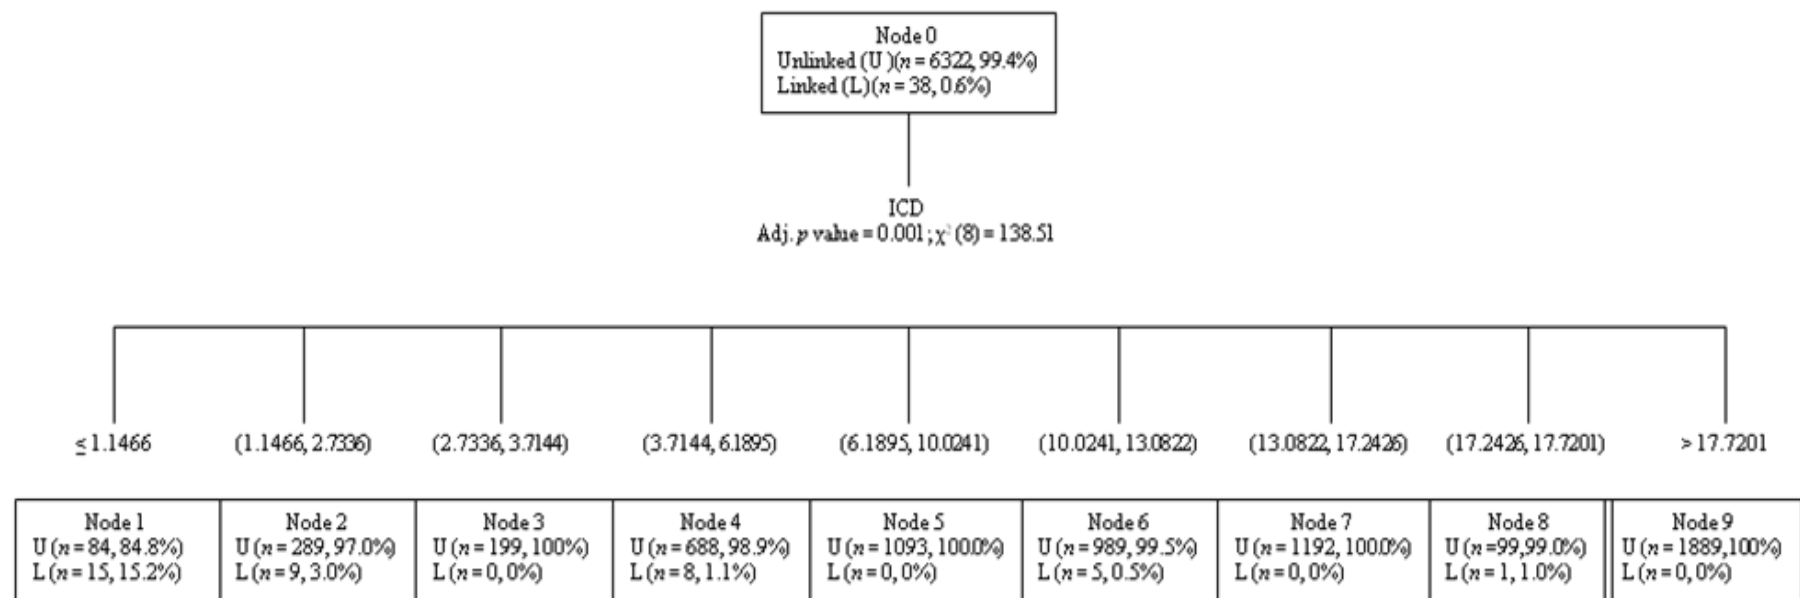 Node 0
Unlinked (U )(n = 6322, 99.4%)
Linked (L)(n = 38, 0.6%)
ICD
Adj. p value = 0.001; χ² (8) = 138.51
≤ 1.1466 (1.1466, 2.7336) (2.7336, 3.7144) (3.7144, 6.1895) (6.1895, 10.0241) (10.0241, 13.0822) (13.0822, 17.2426) (17.2426, 17.7201) > 17.7201
Node 1
U (n = 84, 84.8%)
L (n = 15, 15.2%)
Node 2
U (n = 289, 97.0%)
L (n = 9, 3.0%)
Node 3
U (n = 199, 100%)
L (n = 0, 0%)
Node 4
U (n = 688, 98.9%)
L (n = 8, 1.1%)
Node 5
U (n = 1093, 100.0%)
L (n = 0, 0%)
Node 6
U (n = 989, 99.5%)
L (n = 5, 0.5%)
Node 7
U (n = 1192, 100.0%)
L (n = 0, 0%)
Node 8
U (n = 99, 99.0%)
L (n = 1, 1.0%)
Node 9
U (n = 1889, 100%)
L (n = 0, 0%)